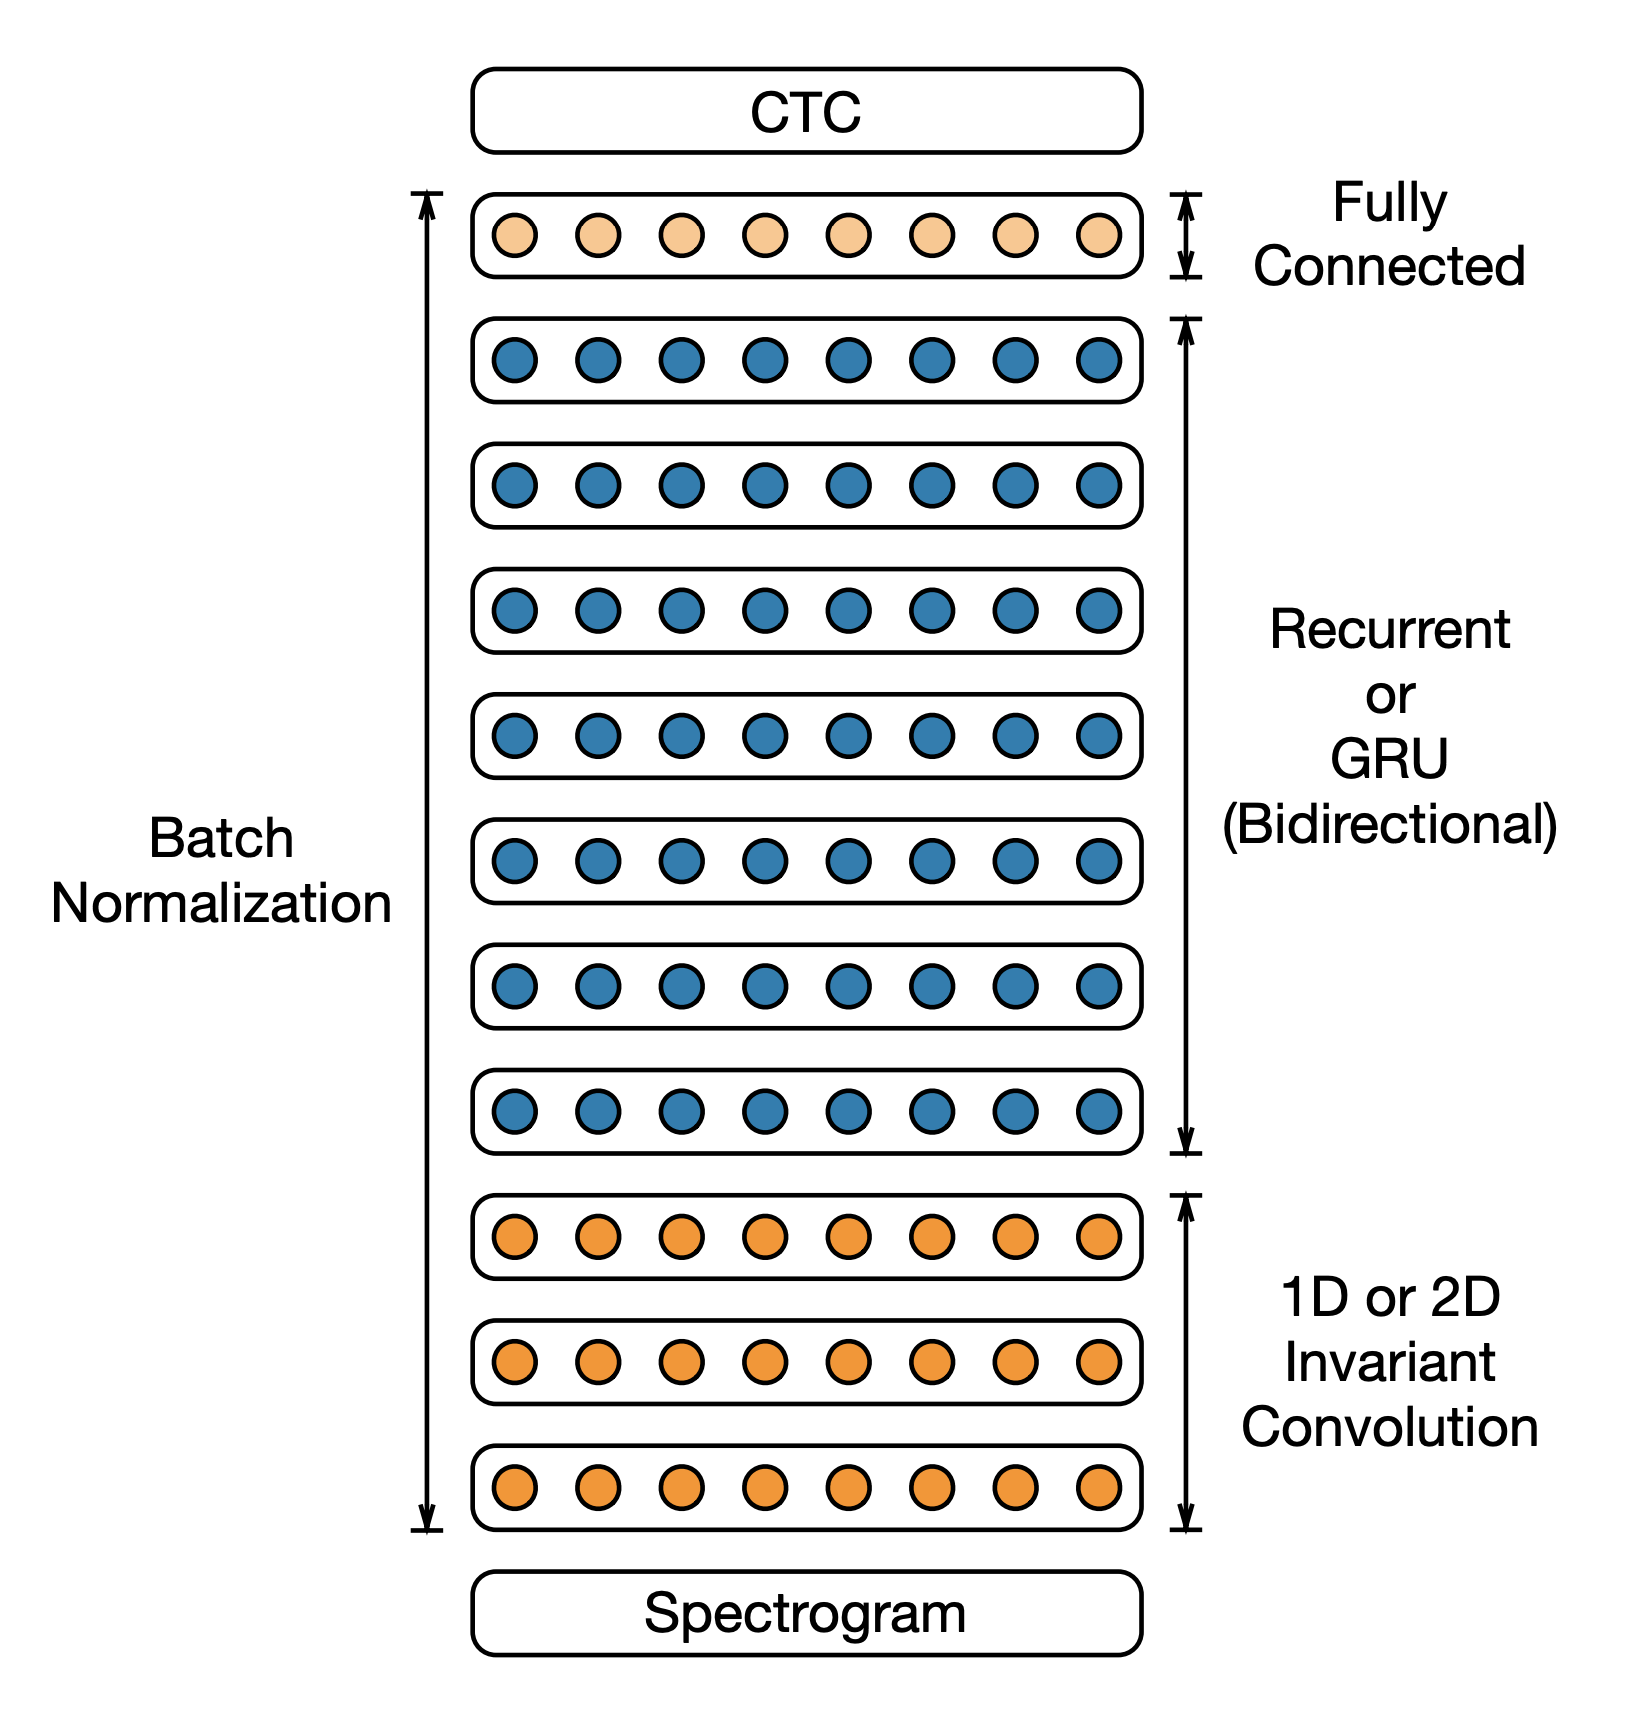 CTC
Fully
Connected
Recurrent
or
GRU
(Bidirectional)
Batch
Normalization
1D or 2D
Invariant
Convolution
Spectrogram